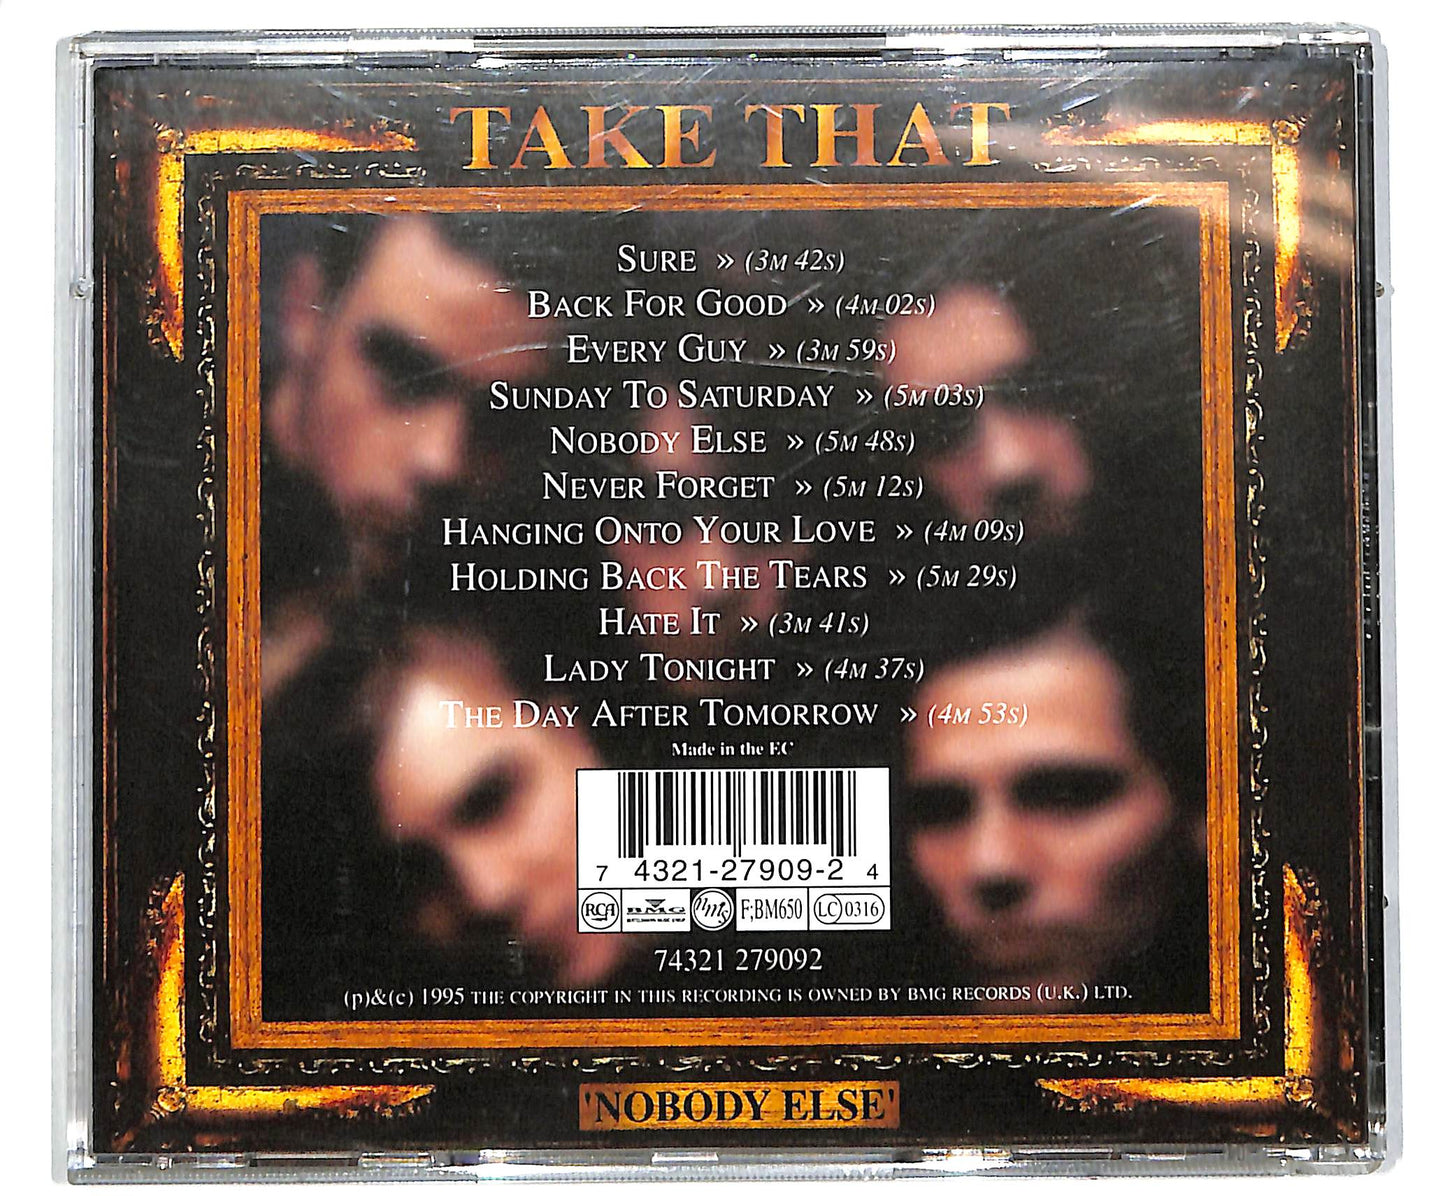 TAKE THAT
SURE » (3M 42S)
BACK FOR GOOD » (4M 02S)
EVERY GUY » (3M 59S)
SUNDAY TO SATURDAY » (5M 03S)
NOBODY ELSE » (5M 48S)
NEVER FORGET » (5M 12S)
HANGING ONTO YOUR LOVE » (4M 09S)
HOLDING BACK THE TEARS » (5M 29S)
HATE IT » (3M 41S)
LADY TONIGHT » (4M 37S)
THE DAY AFTER TOMORROW » (4M 53S)
Made in the EC
7 4321-27909-2 4
RCA BMG BERTELSMANN MUSIC GROUP F;BM650 LC 0316
74321 279092
(p)&(c) 1995 THE COPYRIGHT IN THIS RECORDING IS OWNED BY BMG RECORDS (U.K.) LTD.
'NOBODY ELSE'